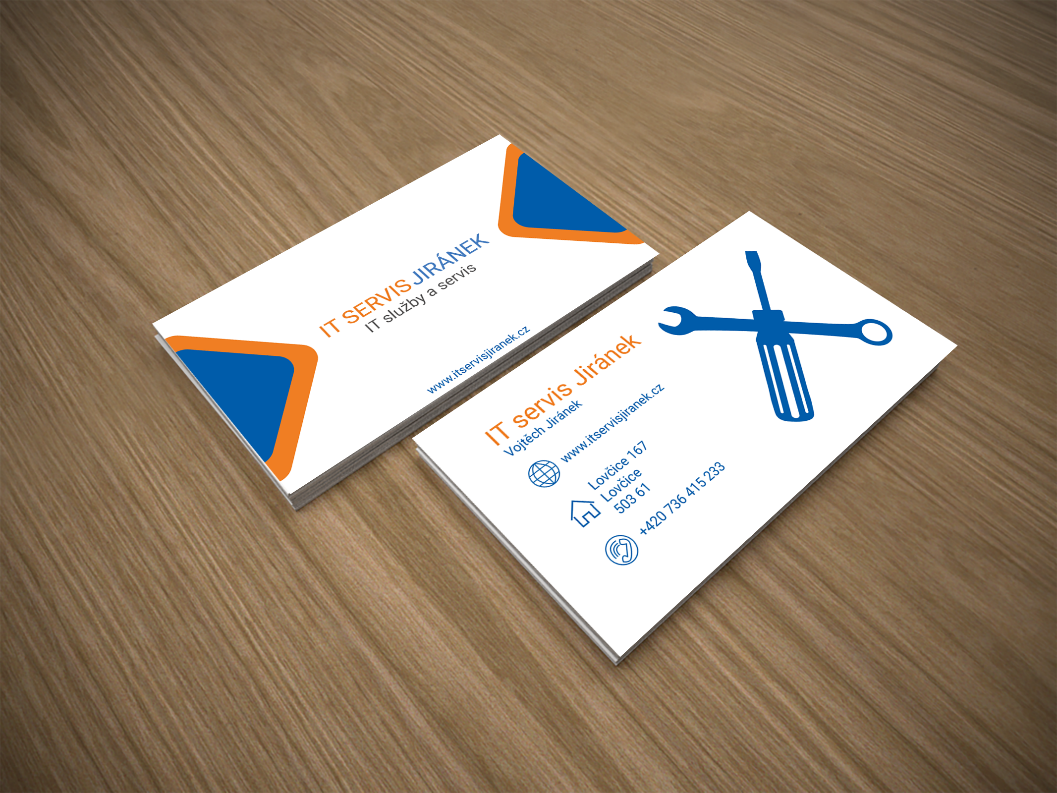 IT SERVIS JIRÁNEK
IT služby a servis
www.itservisjiranek.cz
IT servis Jiránek
Vojtěch Jiránek
www.itservisjiranek.cz
Lovčice 167
Lovčice
503 61
+420 736 415 233